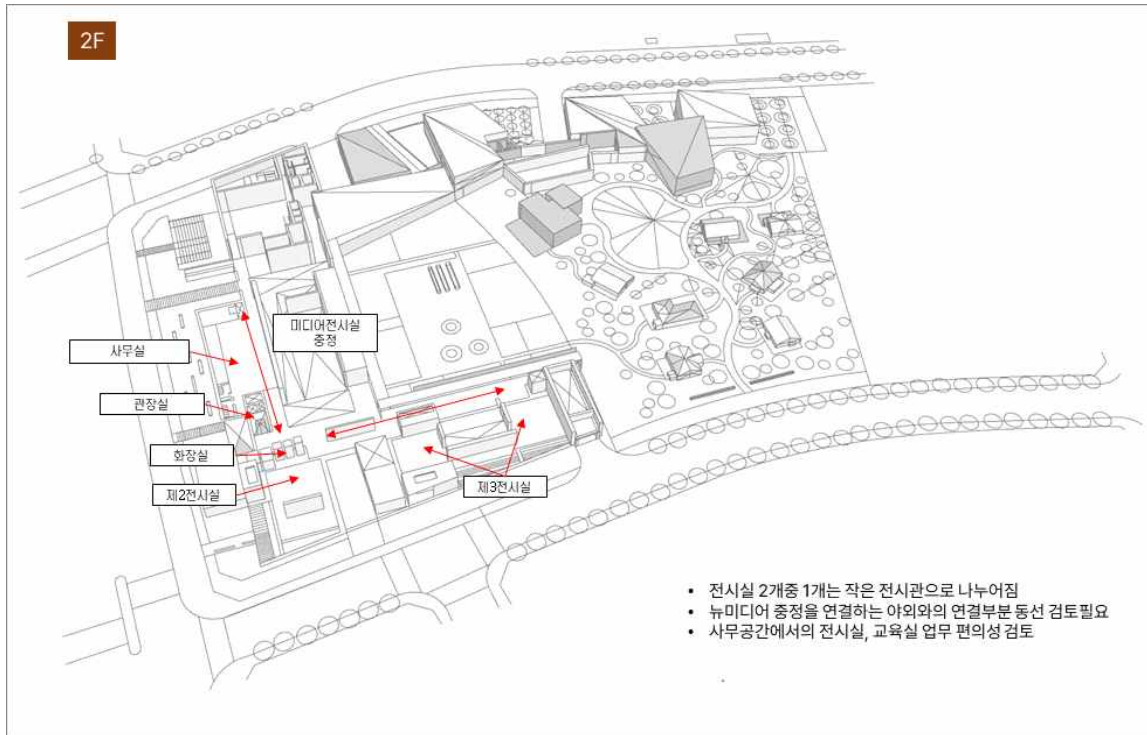 2F
미디어전시실
중정
사무실
관장실
화장실
제2전시실
제3전시실
• 전시실 2개중 1개는 작은 전시관으로 나누어짐
• 뉴미디어 중정을 연결하는 야외와의 연결부분 동선 검토필요
• 사무공간에서의 전시실, 교육실 업무 편의성 검토